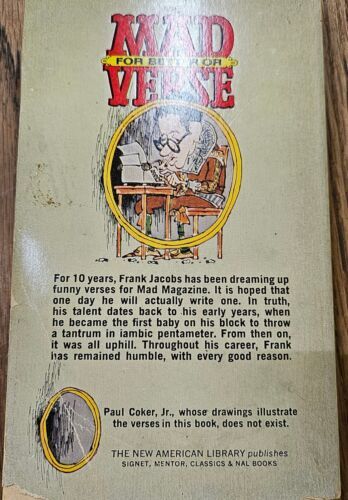 MAD
FOR BETTER OR
VERSE
For 10 years, Frank Jacobs has been dreaming up
funny verses for Mad Magazine. It is hoped that
one day he will actually write one. In truth,
his talent dates back to his early years, when
he became the first baby on his block to throw
a tantrum in iambic pentameter. From then on,
it was all uphill. Throughout his career, Frank
has remained humble, with every good reason.
Paul Coker, Jr., whose drawings illustrate
the verses in this book, does not exist.
THE NEW AMERICAN LIBRARY publishes
SIGNET, MENTOR, CLASSICS & NAL BOOKS